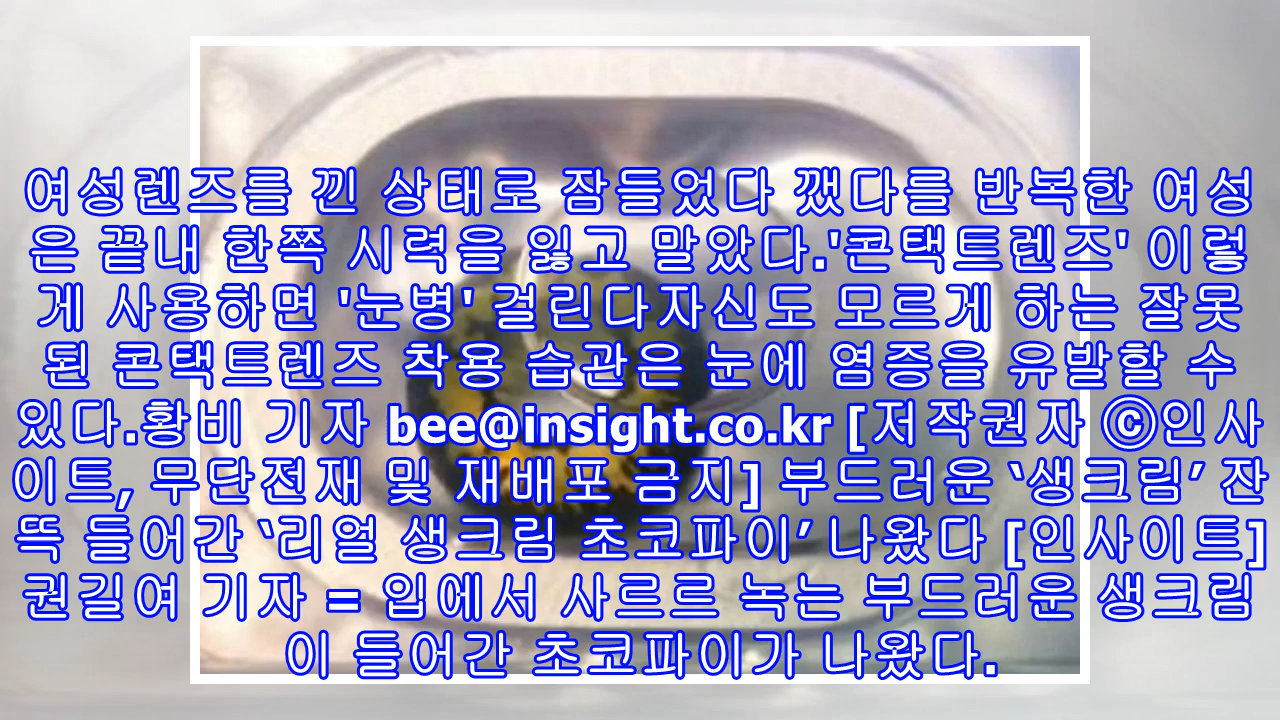 여성렌즈를 낀 상태로 잠들었다 깼다를 반복한 여성
은 끝내 한쪽 시력을 잃고 말았다.'콘택트렌즈' 이렇
게 사용하면 '눈병' 걸린다자신도 모르게 하는 잘못
된 콘택트렌즈 착용 습관은 눈에 염증을 유발할 수
있다.황비 기자 bee@insight.co.kr [저작권자 ⓒ인사
이트, 무단전재 및 재배포 금지] 부드러운 ‘생크림’ 잔
뜩 들어간 ‘리얼 생크림 초코파이’ 나왔다 [인사이트]
권길여 기자 = 입에서 사르르 녹는 부드러운 생크림
이 들어간 초코파이가 나왔다.